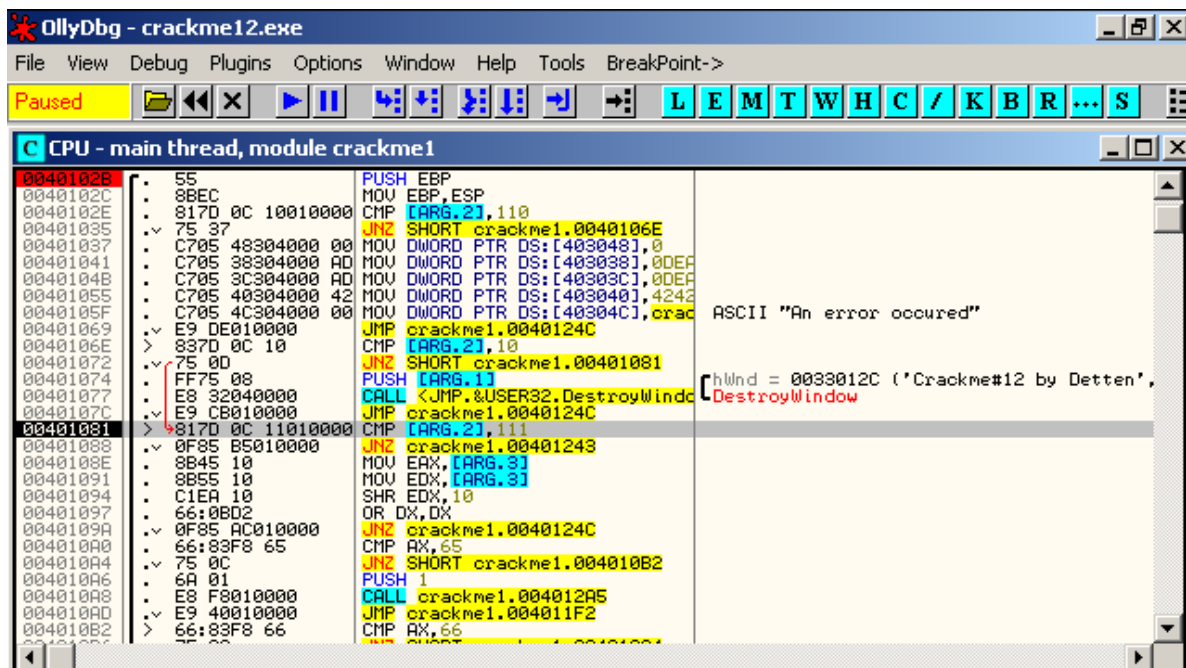 OllyDbg - crackme12.exe
File View Debug Plugins Options Window Help Tools BreakPoint->
Paused L E M T W H C / K B R ... S
C CPU - main thread, module crackme1
0040102B . 55 PUSH EBP
0040102C . 8BEC MOV EBP,ESP
0040102E . 817D 0C 10010000 CMP [ARG.2],110
00401035 . 75 37 JNZ SHORT crackme1.0040106E
00401037 . C705 48304000 00 MOV DWORD PTR DS:[403048],0
00401041 . C705 38304000 AD MOV DWORD PTR DS:[403038],0DEA
0040104B . C705 3C304000 AD MOV DWORD PTR DS:[40303C],0DEA
00401055 . C705 40304000 42 MOV DWORD PTR DS:[403040],4242
0040105F . C705 4C304000 00 MOV DWORD PTR DS:[40304C],crac ASCII "An error occured"
00401069 . E9 DE010000 JMP crackme1.0040124C
0040106E > 837D 0C 10 CMP [ARG.2],10
00401072 . 75 0D JNZ SHORT crackme1.00401081
00401074 . FF75 08 PUSH [ARG.1] hWnd = 0033012C ('Crackme#12 by Detten',
00401077 . E8 32040000 CALL <JMP.&USER32.DestroyWindo DestroyWindow
0040107C . E9 CB010000 JMP crackme1.0040124C
00401081 > 817D 0C 11010000 CMP [ARG.2],111
00401088 . 0F85 B5010000 JNZ crackme1.00401243
0040108E . 8B45 10 MOV EAX,[ARG.3]
00401091 . 8B55 10 MOV EDX,[ARG.3]
00401094 . C1EA 10 SHR EDX,10
00401097 . 66:0BD2 OR DX,DX
0040109A . 0F85 AC010000 JNZ crackme1.0040124C
004010A0 . 66:83F8 65 CMP AX,65
004010A4 . 75 0C JNZ SHORT crackme1.004010B2
004010A6 . 6A 01 PUSH 1
004010A8 . E8 F8010000 CALL crackme1.004012A5
004010AD . E9 40010000 JMP crackme1.004011F2
004010B2 > 66:83F8 66 CMP AX,66